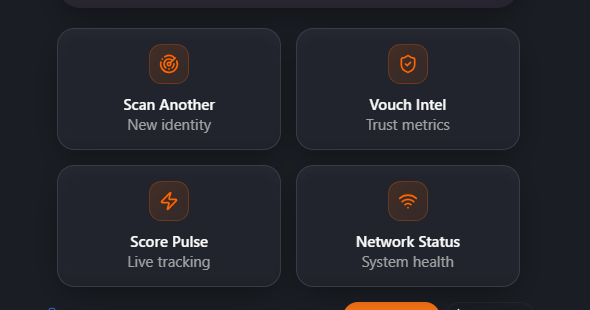 Scan Another
New identity
Vouch Intel
Trust metrics
Score Pulse
Live tracking
Network Status
System health